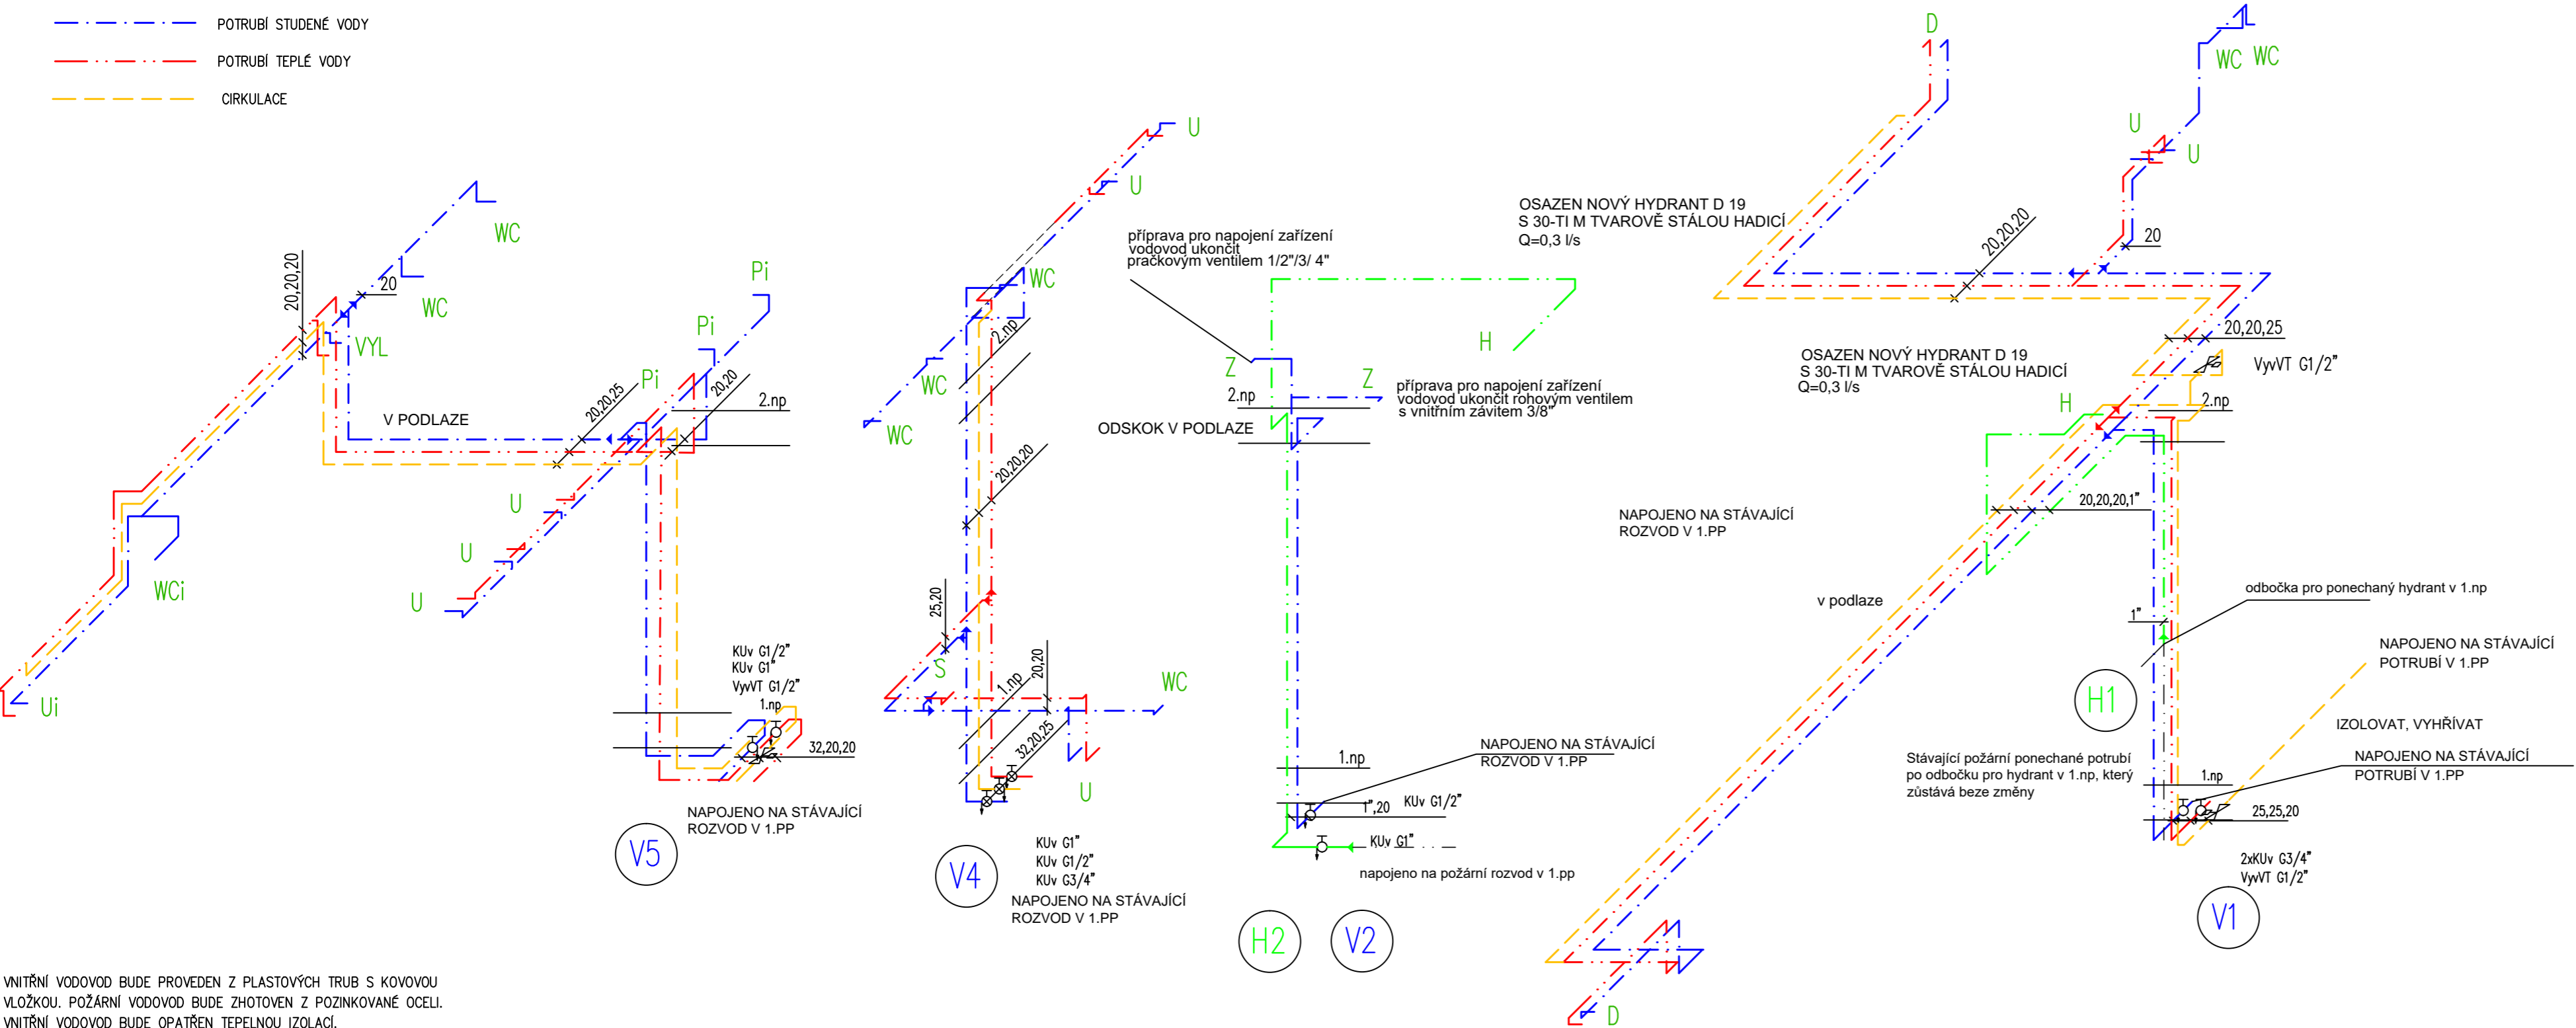 POTRUBÍ STUDENÉ VODY
POTRUBÍ TEPLÉ VODY
CIRKULACE
WC
WC
20,20,20
20
VYL
V PODLAZE
WCi
Ui
Pi
Pi
Pi
20,20,25
20,20
2.np
U
U
U
KUv G1/2"
KUv G1"
VyvVT G1/2"
1.np
32,20,20
NAPOJENO NA STÁVAJÍCÍ
ROZVOD V 1.PP
V5
U
U
WC
2.np
WC
WC
20,20,20
25,20
S
1.np
20,20
WC
32,20,25
U
KUv G1"
KUv G1/2"
KUv G3/4"
NAPOJENO NA STÁVAJÍCÍ
ROZVOD V 1.PP
V4
příprava pro napojení zařízení
vodovod ukončit
pračkovým ventilem 1/2"/3/ 4"
H
Z
Z
2.np
příprava pro napojení zařízení
vodovod ukončit rohovým ventilem
s vnitřním závitem 3/8"
ODSKOK V PODLAZE
NAPOJENO NA STÁVAJÍCÍ
ROZVOD V 1.PP
1.np
1",20
KUv G1/2"
KUv G1"
napojeno na požární rozvod v 1.pp
H2
V2
OSAZEN NOVÝ HYDRANT D 19
S 30-TI M TVAROVĚ STÁLOU HADICÍ
Q=0,3 l/s
D
WC WC
U
U
20,20,20
20
20,20,25
OSAZEN NOVÝ HYDRANT D 19
S 30-TI M TVAROVĚ STÁLOU HADICÍ
Q=0,3 l/s
VyvVT G1/2"
H
2.np
NAPOJENO NA STÁVAJÍCÍ
ROZVOD V 1.PP
20,20,20,1"
v podlaze
odbočka pro ponechaný hydrant v 1.np
1"
NAPOJENO NA STÁVAJÍCÍ
POTRUBÍ V 1.PP
H1
IZOLOVAT, VYHŘÍVAT
Stávající požární ponechané potrubí
po odbočku pro hydrant v 1.np, který
zůstává beze změny
NAPOJENO NA STÁVAJÍCÍ
POTRUBÍ V 1.PP
1.np
25,25,20
2xKUv G3/4"
VyvVT G1/2"
V1
D
VNITŘNÍ VODOVOD BUDE PROVEDEN Z PLASTOVÝCH TRUB S KOVOVOU
VLOŽKOU. POŽÁRNÍ VODOVOD BUDE ZHOTOVEN Z POZINKOVANÉ OCELI.
VNITŘNÍ VODOVOD BUDE OPATŘEN TEPELNOU IZOLACÍ.